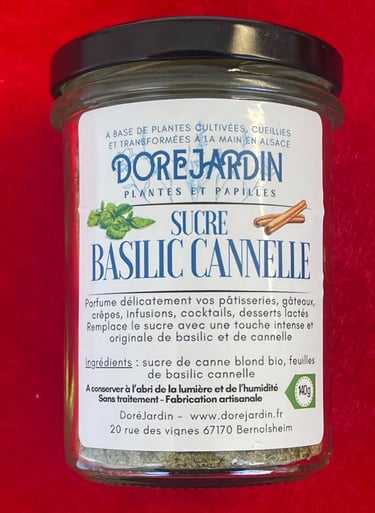 A BASE DE PLANTES CULTIVÉES, CUEILLIES
ET TRANSFORMÉES À LA MAIN EN ALSACE
DORÉJARDIN
PLANTES ET PAPILLES
SUCRE
BASILIC CANNELLE
Parfume délicatement vos pâtisseries, gâteaux,
crêpes, infusions, cocktails, desserts lactés
Remplace le sucre avec une touche intense et
originale de basilic et de cannelle
Ingrédients : sucre de canne blond bio, feuilles
de basilic cannelle
A conserver à l'abri de la lumière et de l'humidité
Sans traitement - Fabrication artisanale
140g
DoréJardin - www.dorejardin.fr
20 rue des vignes 67170 Bernolsheim